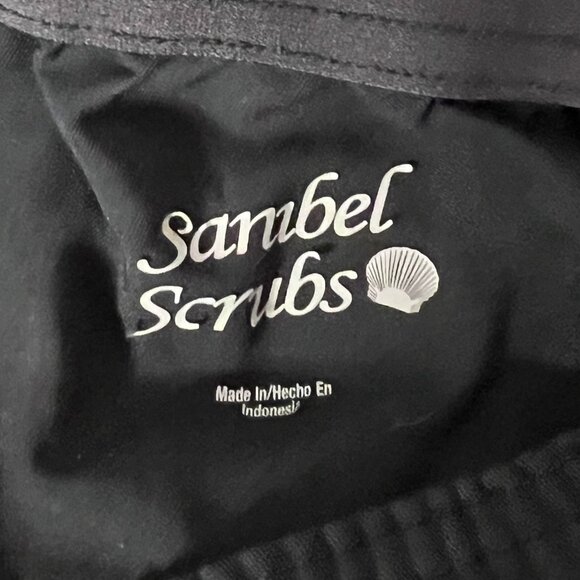 Sanibel
Scrubs
Made In/Hecho En
Indonesia